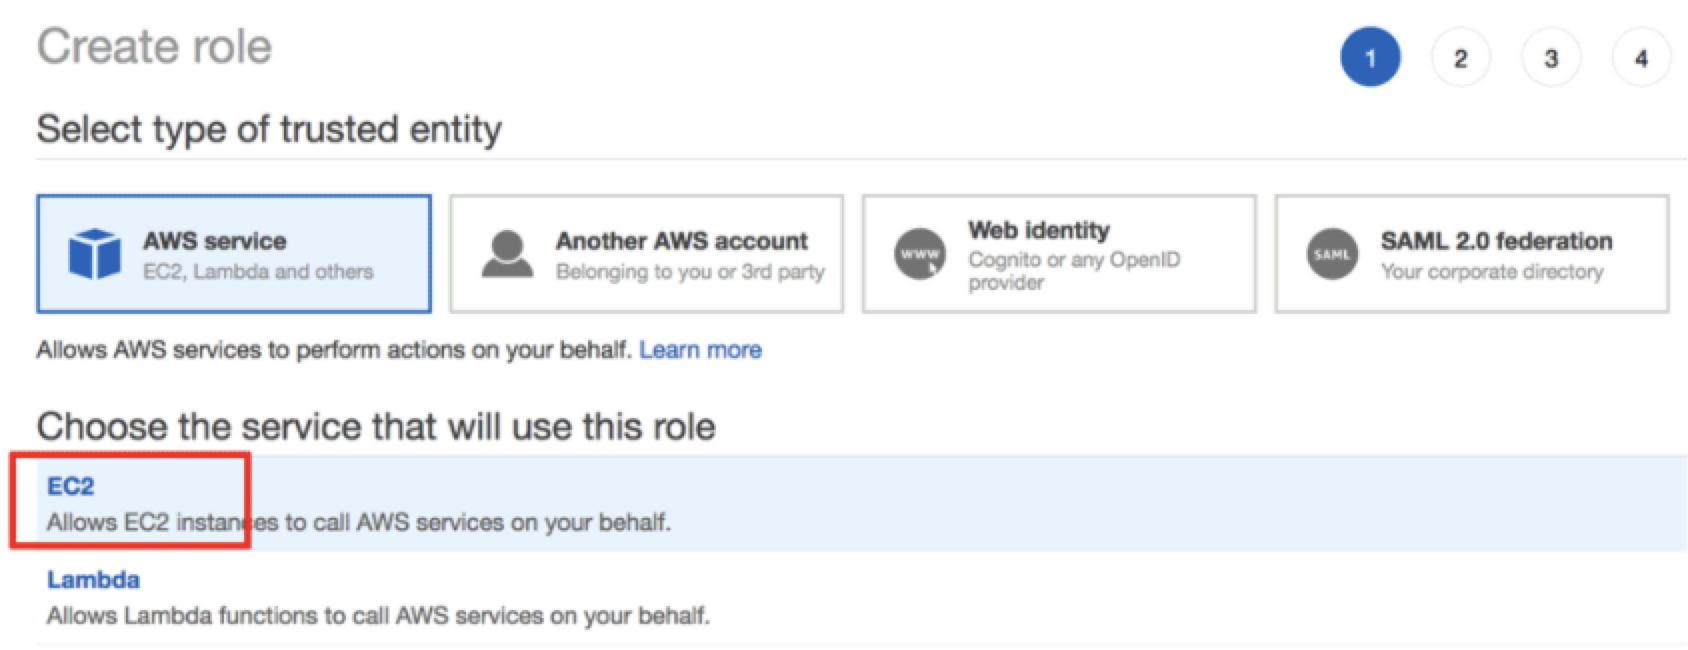 Create role
1 2 3 4
Select type of trusted entity
AWS service
EC2, Lambda and others
Another AWS account
Belonging to you or 3rd party
WWW
Web identity
Cognito or any OpenID
provider
SAML
SAML 2.0 federation
Your corporate directory
Allows AWS services to perform actions on your behalf. Learn more
Choose the service that will use this role
EC2
Allows EC2 instances to call AWS services on your behalf.
Lambda
Allows Lambda functions to call AWS services on your behalf.